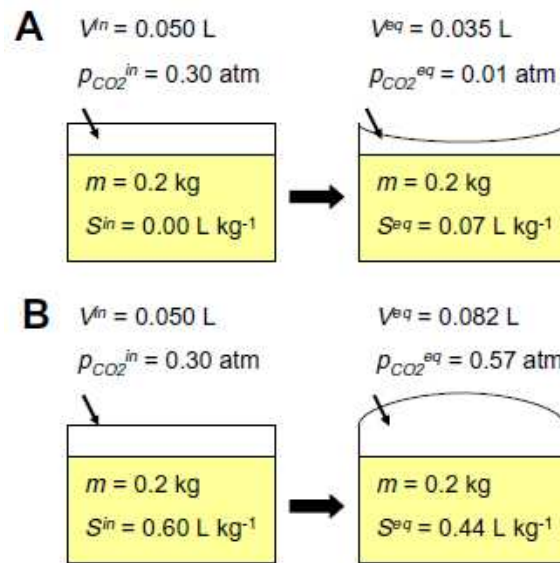 A
V^in = 0.050 L
V^eq = 0.035 L
p_CO2^in = 0.30 atm
p_CO2^eq = 0.01 atm
m = 0.2 kg
m = 0.2 kg
S^in = 0.00 L kg⁻¹
S^eq = 0.07 L kg⁻¹
B
V^in = 0.050 L
V^eq = 0.082 L
p_CO2^in = 0.30 atm
p_CO2^eq = 0.57 atm
m = 0.2 kg
m = 0.2 kg
S^in = 0.60 L kg⁻¹
S^eq = 0.44 L kg⁻¹